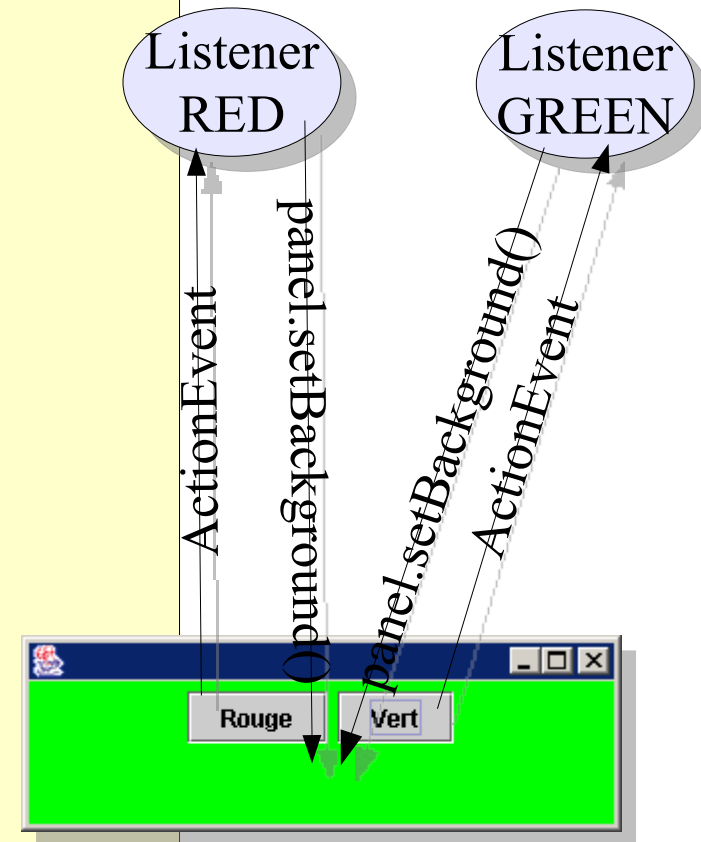 Listener
RED
Listener
GREEN
ActionEvent
panel.setBackground()
panel.setBackground()
ActionEvent
Rouge
Vert